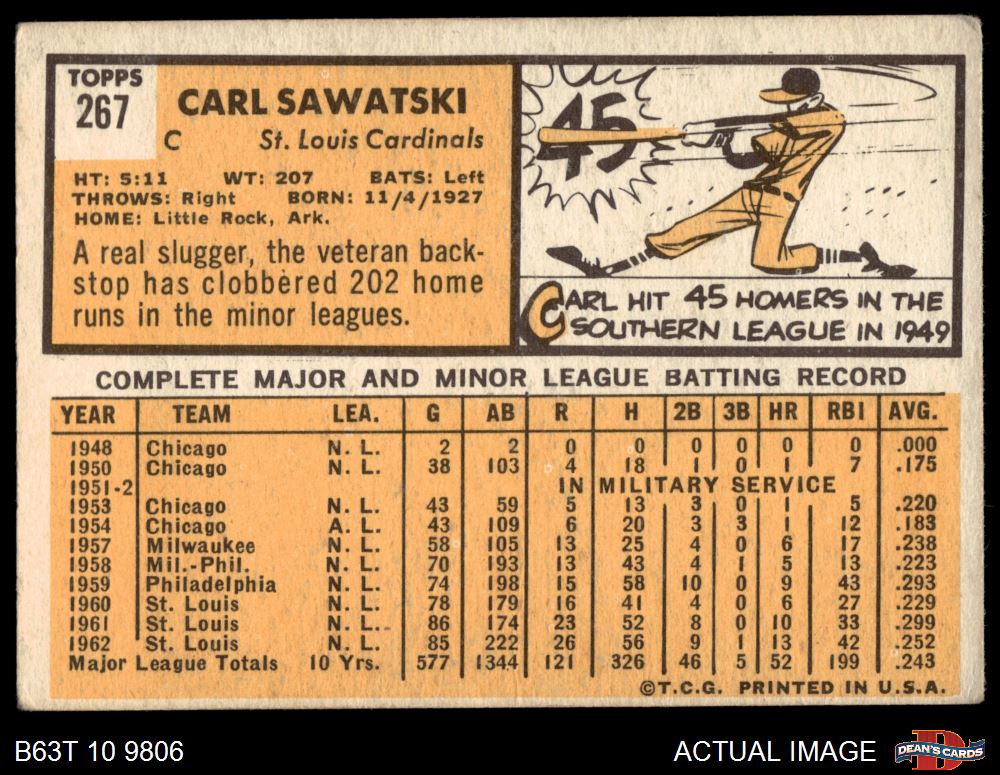 TOPPS
267
CARL SAWATSKI
C St. Louis Cardinals
HT: 5:11 WT: 207 BATS: Left
THROWS: Right BORN: 11/4/1927
HOME: Little Rock, Ark.
A real slugger, the veteran back-
stop has clobbered 202 home
runs in the minor leagues.
45
CARL HIT 45 HOMERS IN THE
SOUTHERN LEAGUE IN 1949
COMPLETE MAJOR AND MINOR LEAGUE BATTING RECORD
YEAR TEAM LEA. G AB R H 2B 3B HR RBI AVG.
1948 Chicago N. L. 2 2 0 0 0 0 0 0 .000
1950 Chicago N. L. 38 103 4 18 1 0 1 7 .175
1951-2 IN MILITARY SERVICE
1953 Chicago N. L. 43 59 5 13 3 0 1 5 .220
1954 Chicago A. L. 43 109 6 20 3 3 1 12 .183
1957 Milwaukee N. L. 58 105 13 25 4 0 6 17 .238
1958 Mil.-Phil. N. L. 70 193 13 43 4 1 5 13 .223
1959 Philadelphia N. L. 74 198 15 58 10 0 9 43 .293
1960 St. Louis N. L. 78 179 16 41 4 0 6 27 .229
1961 St. Louis N. L. 86 174 23 52 8 0 10 33 .299
1962 St. Louis N. L. 85 222 26 56 9 1 13 42 .252
Major League Totals 10 Yrs. 577 1344 121 326 46 5 52 199 .243
©T.C.G. PRINTED IN U.S.A.
B63T 10 9806 ACTUAL IMAGE DEAN'S CARDS